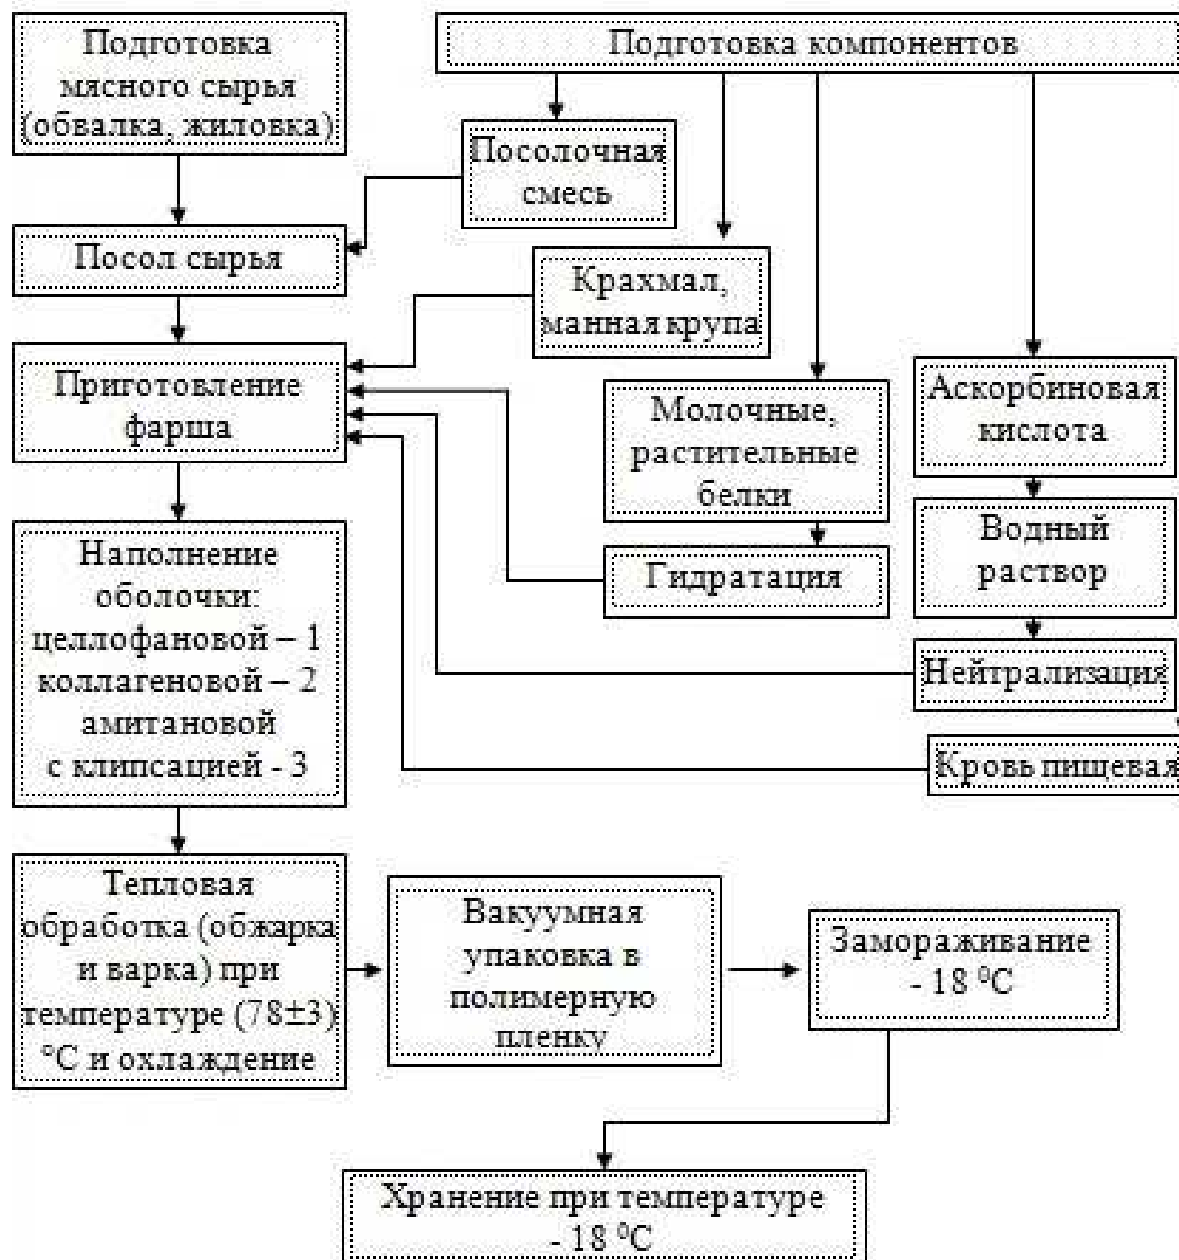 Подготовка
мясного сырья
(обвалка, жиловка)
Подготовка компонентов
Посолочная
смесь
Посол сырья
Крахмал,
манная крупа
Приготовление
фарша
Молочные,
растительные
белки
Аскорбиновая
кислота
Гидратация
Водный
раствор
Нейтрализация
Кровь пищевая
Наполнение
оболочки:
целлофановой – 1
коллагеновой – 2
амитановой
с клипсацией - 3
Тепловая
обработка (обжарка
и варка) при
температуре (78±3)
°С и охлаждение
Вакуумная
упаковка в
полимерную
пленку
Замораживание
- 18 ⁰С
Хранение при температуре
- 18 ⁰С